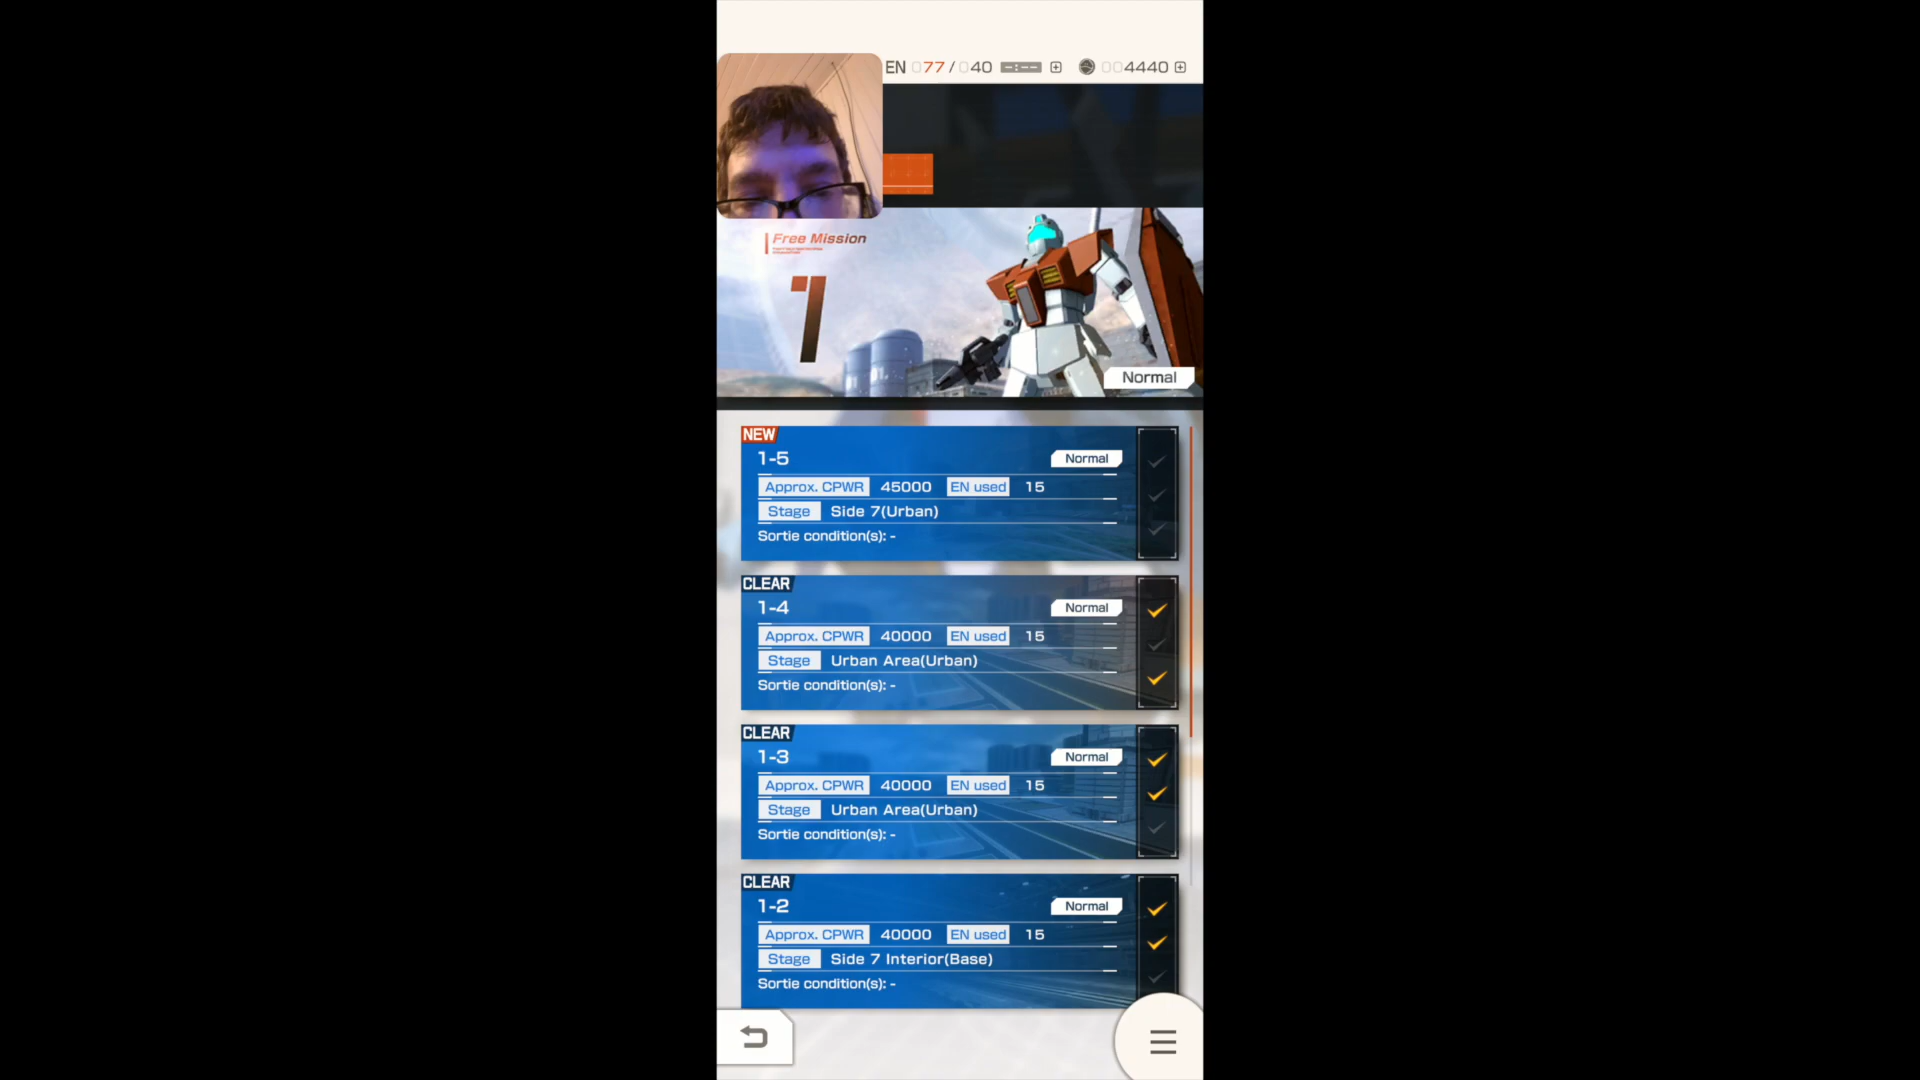 EN 077/040 -:-- 004440
Free Mission
1
Normal
NEW
1-5 Normal
Approx. CPWR 45000 EN used 15
Stage Side 7(Urban)
Sortie condition(s): -
CLEAR
1-4 Normal
Approx. CPWR 40000 EN used 15
Stage Urban Area(Urban)
Sortie condition(s): -
CLEAR
1-3 Normal
Approx. CPWR 40000 EN used 15
Stage Urban Area(Urban)
Sortie condition(s): -
CLEAR
1-2 Normal
Approx. CPWR 40000 EN used 15
Stage Side 7 Interior(Base)
Sortie condition(s): -